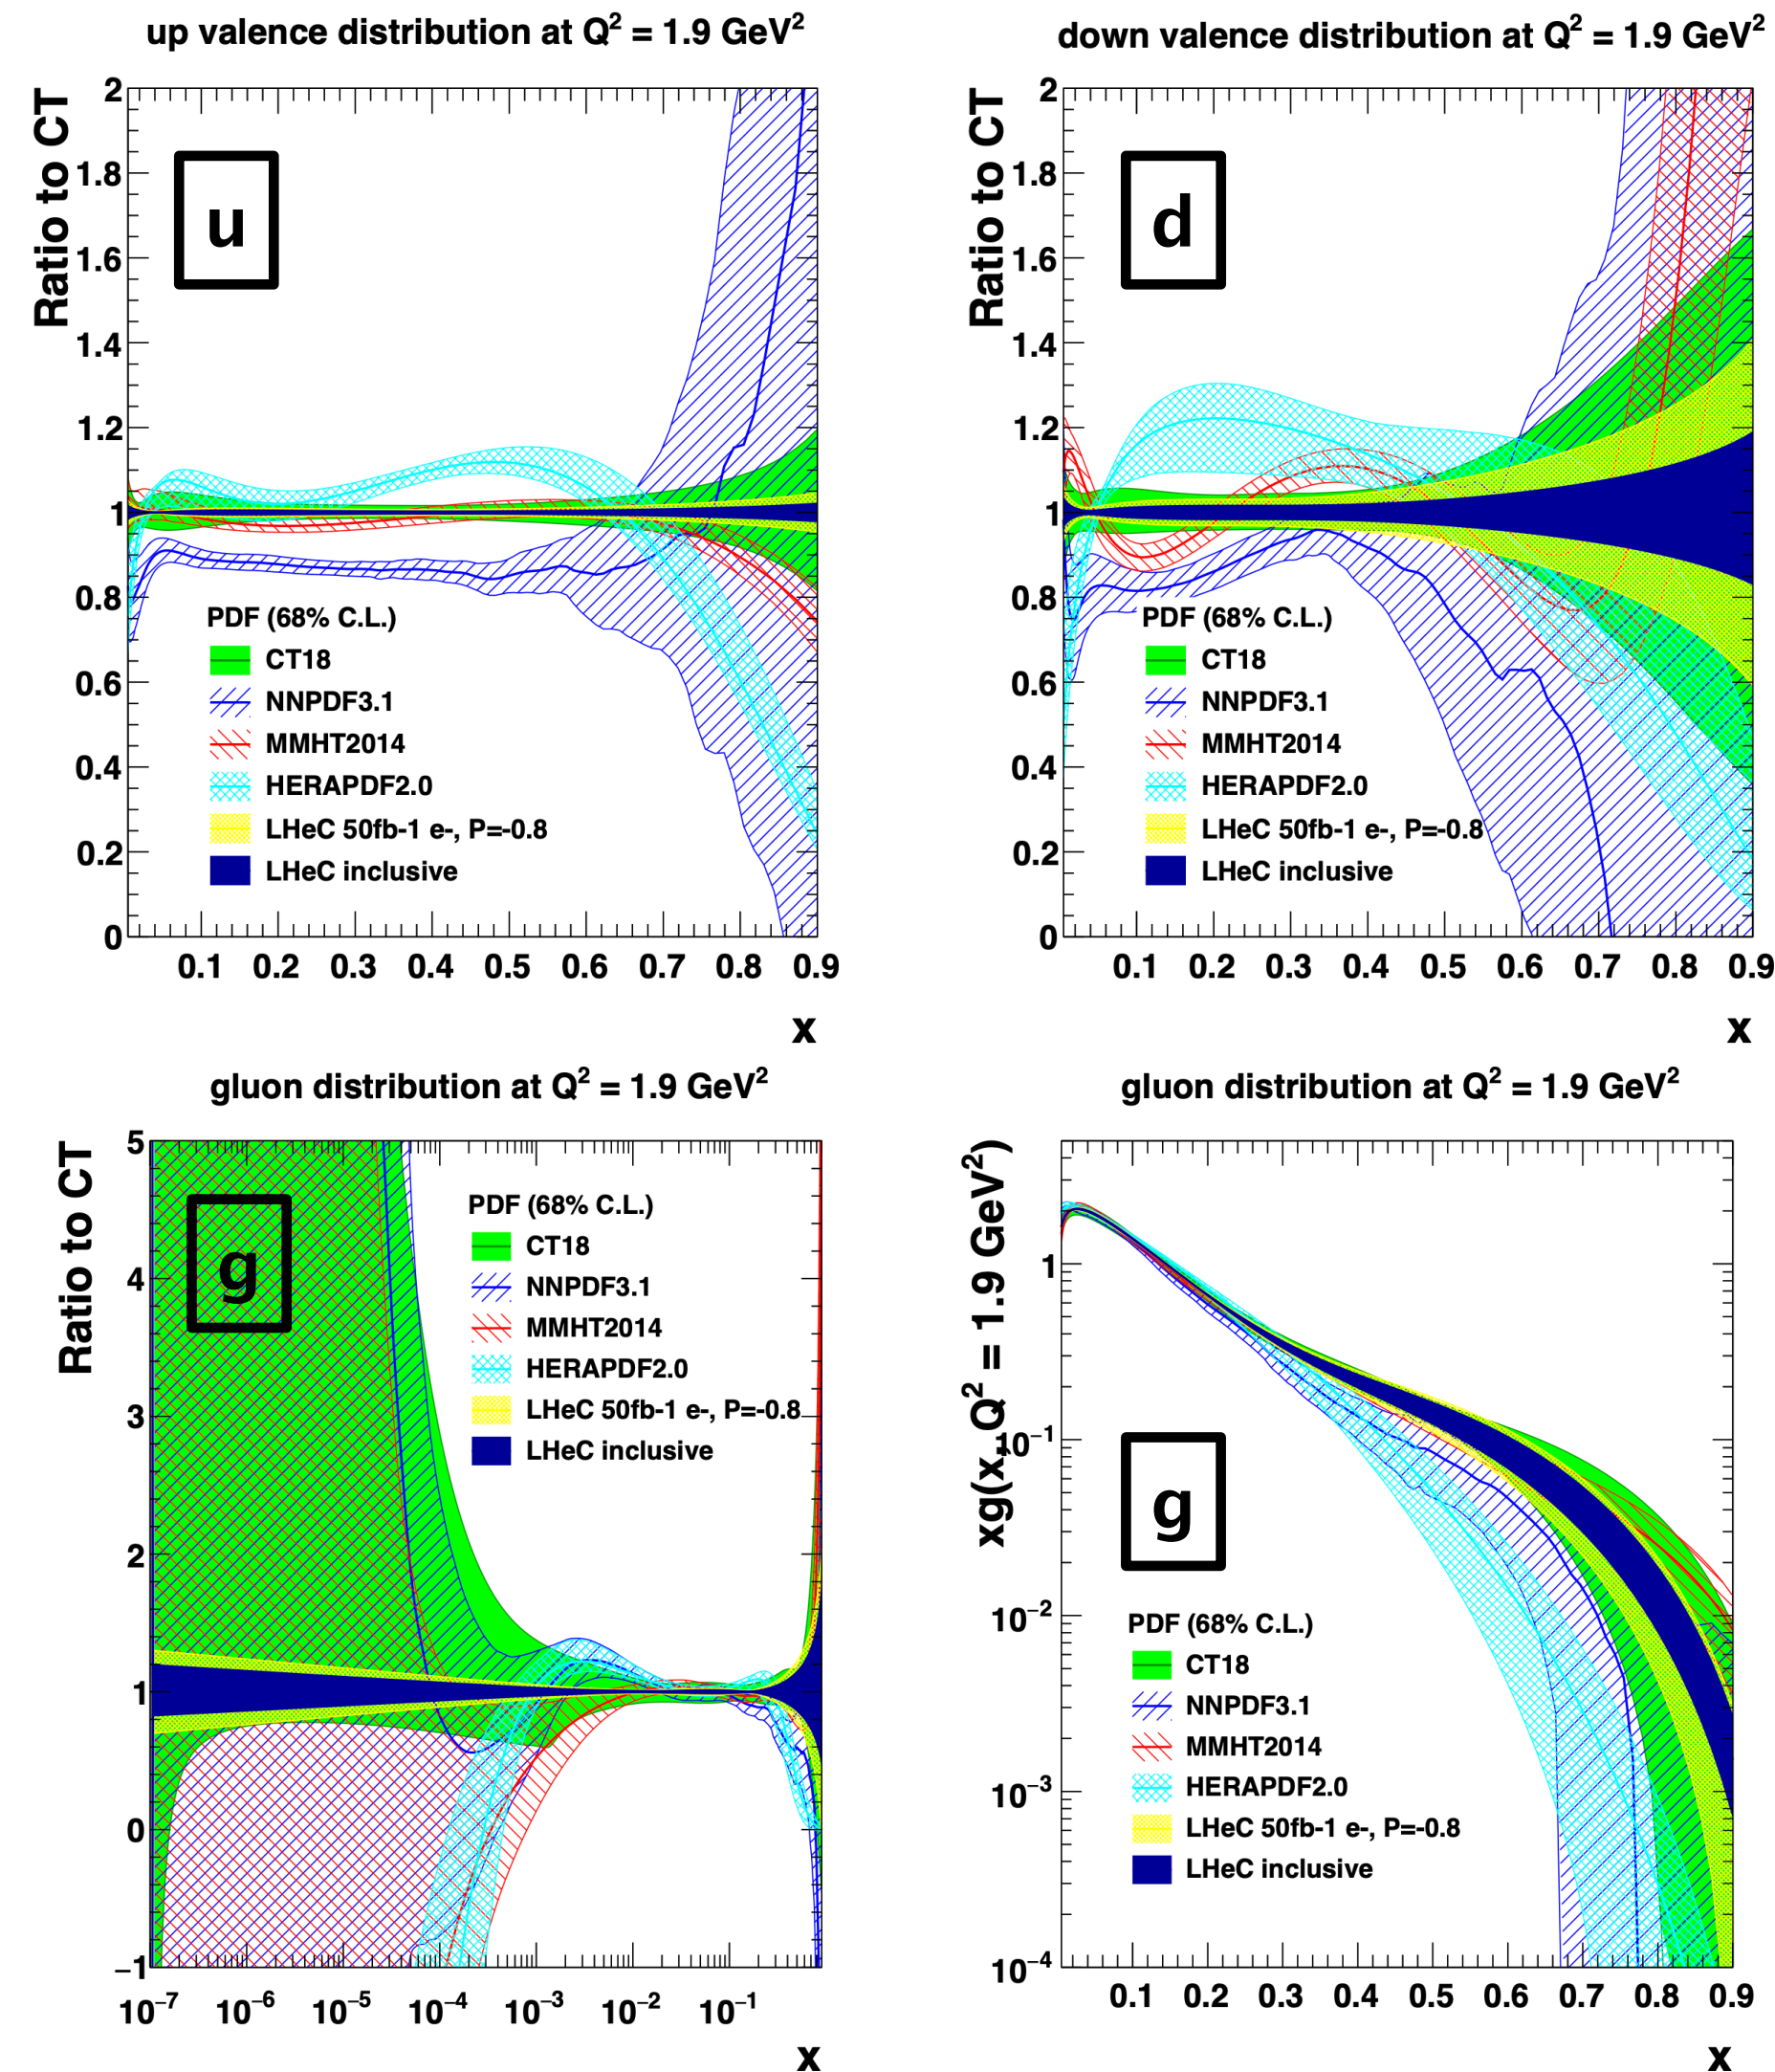 up valence distribution at Q² = 1.9 GeV²
Ratio to CT
2
1.8
1.6
1.4
1.2
1
0.8
0.6
0.4
0.2
0
u
PDF (68% C.L.)
CT18
NNPDF3.1
MMHT2014
HERAPDF2.0
LHeC 50fb-1 e-, P=-0.8
LHeC inclusive
0.1 0.2 0.3 0.4 0.5 0.6 0.7 0.8 0.9
x
down valence distribution at Q² = 1.9 GeV²
Ratio to CT
2
1.8
1.6
1.4
1.2
1
0.8
0.6
0.4
0.2
0
d
PDF (68% C.L.)
CT18
NNPDF3.1
MMHT2014
HERAPDF2.0
LHeC 50fb-1 e-, P=-0.8
LHeC inclusive
0.1 0.2 0.3 0.4 0.5 0.6 0.7 0.8 0.9
x
gluon distribution at Q² = 1.9 GeV²
Ratio to CT
5
4
3
2
1
0
−1
g
PDF (68% C.L.)
CT18
NNPDF3.1
MMHT2014
HERAPDF2.0
LHeC 50fb-1 e-, P=-0.8
LHeC inclusive
10⁻⁷ 10⁻⁶ 10⁻⁵ 10⁻⁴ 10⁻³ 10⁻² 10⁻¹
x
gluon distribution at Q² = 1.9 GeV²
xg(x,Q² = 1.9 GeV²)
1
10⁻¹
10⁻²
10⁻³
10⁻⁴
g
PDF (68% C.L.)
CT18
NNPDF3.1
MMHT2014
HERAPDF2.0
LHeC 50fb-1 e-, P=-0.8
LHeC inclusive
0.1 0.2 0.3 0.4 0.5 0.6 0.7 0.8 0.9
x